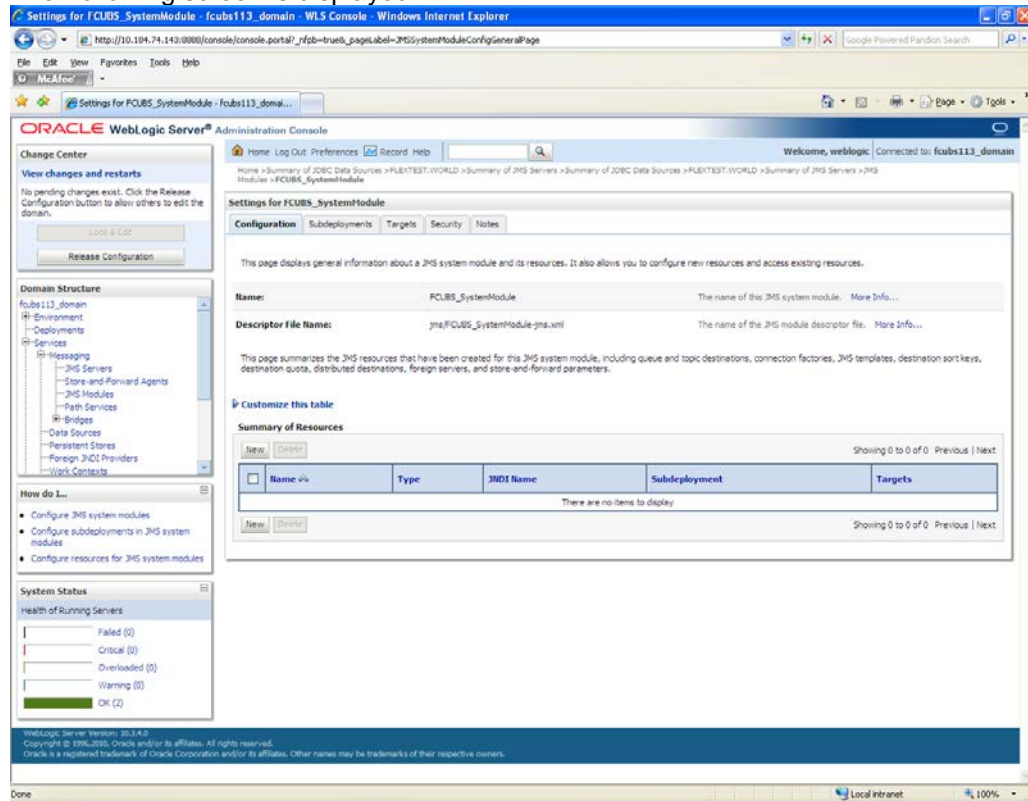 Settings for FCUBS_SystemModule - fcubs113_domain - WLS Console - Windows Internet Explorer
http://10.184.74.143:8888/console/console.portal?_nfpb=true&_pageLabel=JMSSystemModuleConfigGeneralPage
Google Powered Pandion Search
File Edit View Favorites Tools Help
McAfee
Settings for FCUBS_SystemModule - fcubs113_domai...
Page Tools
ORACLE WebLogic Server® Administration Console
Change Center
View changes and restarts
No pending changes exist. Click the Release
Configuration button to allow others to edit the
domain.
Lock & Edit
Release Configuration
Domain Structure
fcubs113_domain
Environment
Deployments
Services
Messaging
JMS Servers
Store-and-Forward Agents
JMS Modules
Path Services
Bridges
Data Sources
Persistent Stores
Foreign JNDI Providers
Work Contexts
How do I...
Configure JMS system modules
Configure subdeployments in JMS system
modules
Configure resources for JMS system modules
System Status
Health of Running Servers
Failed (0)
Critical (0)
Overloaded (0)
Warning (0)
OK (2)
Home Log Out Preferences Record Help
Welcome, weblogic Connected to: fcubs113_domain
Home >Summary of JDBC Data Sources >FLEXTEST.WORLD >Summary of JMS Servers >Summary of JDBC Data Sources >FLEXTEST.WORLD >Summary of JMS Servers >JMS
Modules >FCUBS_SystemModule
Settings for FCUBS_SystemModule
Configuration Subdeployments Targets Security Notes
This page displays general information about a JMS system module and its resources. It also allows you to configure new resources and access existing resources.
Name: FCUBS_SystemModule The name of this JMS system module. More Info...
Descriptor File Name: jms/FCUBS_SystemModule-jms.xml The name of the JMS module descriptor file. More Info...
This page summarizes the JMS resources that have been created for this JMS system module, including queue and topic destinations, connection factories, JMS templates, destination sort keys,
destination quota, distributed destinations, foreign servers, and store-and-forward parameters.
Customize this table
Summary of Resources
New Delete Showing 0 to 0 of 0 Previous | Next
Name Type JNDI Name Subdeployment Targets
There are no items to display
New Delete Showing 0 to 0 of 0 Previous | Next
WebLogic Server Version: 10.3.4.0
Copyright © 1996,2010, Oracle and/or its affiliates. All rights reserved.
Oracle is a registered trademark of Oracle Corporation and/or its affiliates. Other names may be trademarks of their respective owners.
Done Local intranet 100%